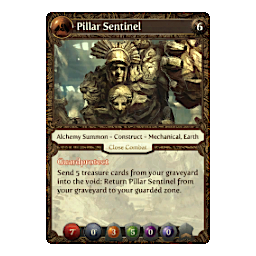 Pillar Sentinel 6
Alchemy Summon - Construct - Mechanical, Earth
Close Combat
Guardprotect
Send 5 treasure cards from your graveyard
into the void: Return Pillar Sentinel from
your graveyard to your guarded zone.
7 0 3 5 0 0